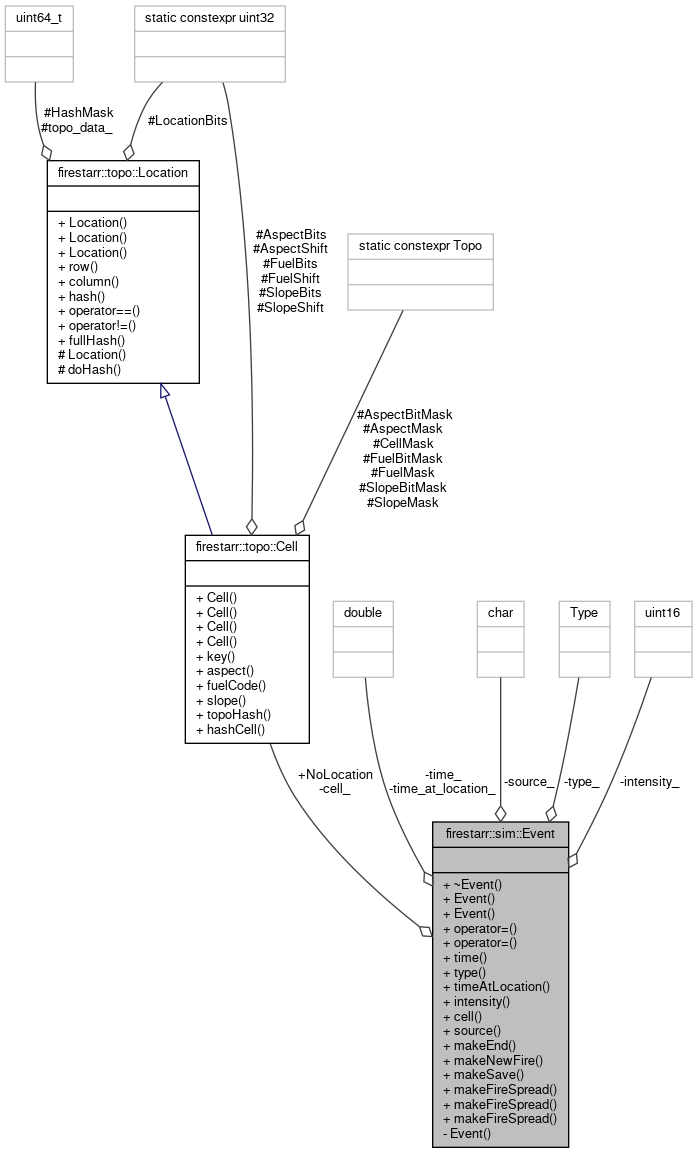 uint64_t
static constexpr uint32
#HashMask
#topo_data_
#LocationBits
firestarr::topo::Location
+ Location()
+ Location()
+ Location()
+ row()
+ column()
+ hash()
+ operator==()
+ operator!=()
+ fullHash()
# Location()
# doHash()
#AspectBits
#AspectShift
#FuelBits
#FuelShift
#SlopeBits
#SlopeShift
static constexpr Topo
#AspectBitMask
#AspectMask
#CellMask
#FuelBitMask
#FuelMask
#SlopeBitMask
#SlopeMask
firestarr::topo::Cell
+ Cell()
+ Cell()
+ Cell()
+ Cell()
+ key()
+ aspect()
+ fuelCode()
+ slope()
+ topoHash()
+ hashCell()
double
char
Type
uint16
+NoLocation
-cell_
-time_
-time_at_location_
-source_
-type_
-intensity_
firestarr::sim::Event
+ ~Event()
+ Event()
+ Event()
+ operator=()
+ operator=()
+ time()
+ type()
+ timeAtLocation()
+ intensity()
+ cell()
+ source()
+ makeEnd()
+ makeNewFire()
+ makeSave()
+ makeFireSpread()
+ makeFireSpread()
+ makeFireSpread()
- Event()